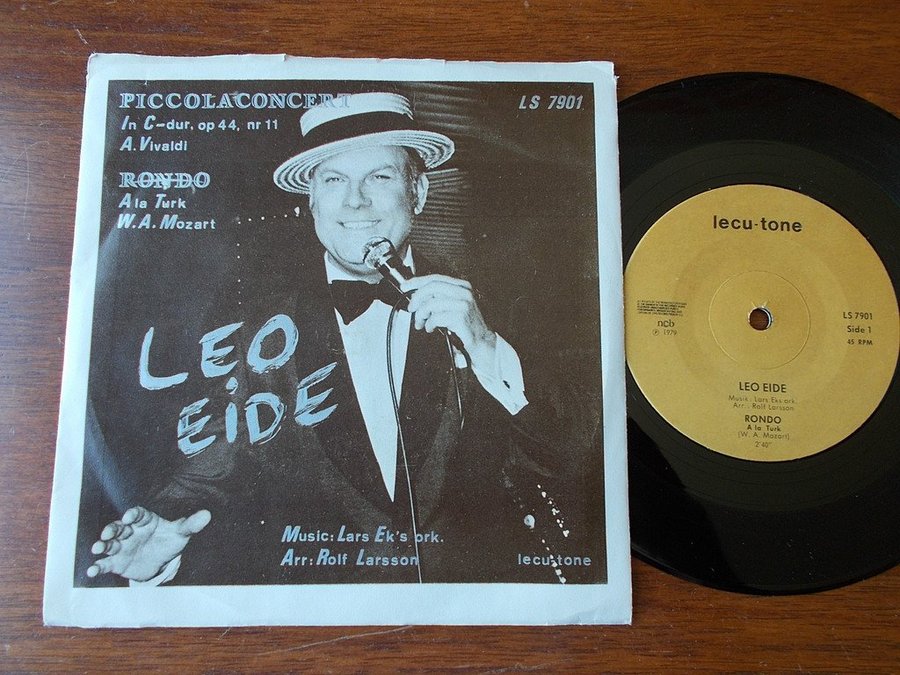 PICCOLACONCERT
In C-dur, op 44, nr 11
A. Vivaldi
LS 7901
RONDO
A la Turk
W. A. Mozart
LEO
EIDE
Music: Lars Ek's ork.
Arr: Rolf Larsson
lecu-tone
lecu-tone
ncb
℗ 1979
LS 7901
Side 1
45 RPM
LEO EIDE
Musik: Lars Eks ork.
Arr.: Rolf Larsson
RONDO
A la Turk
(W. A. Mozart)
2'40"